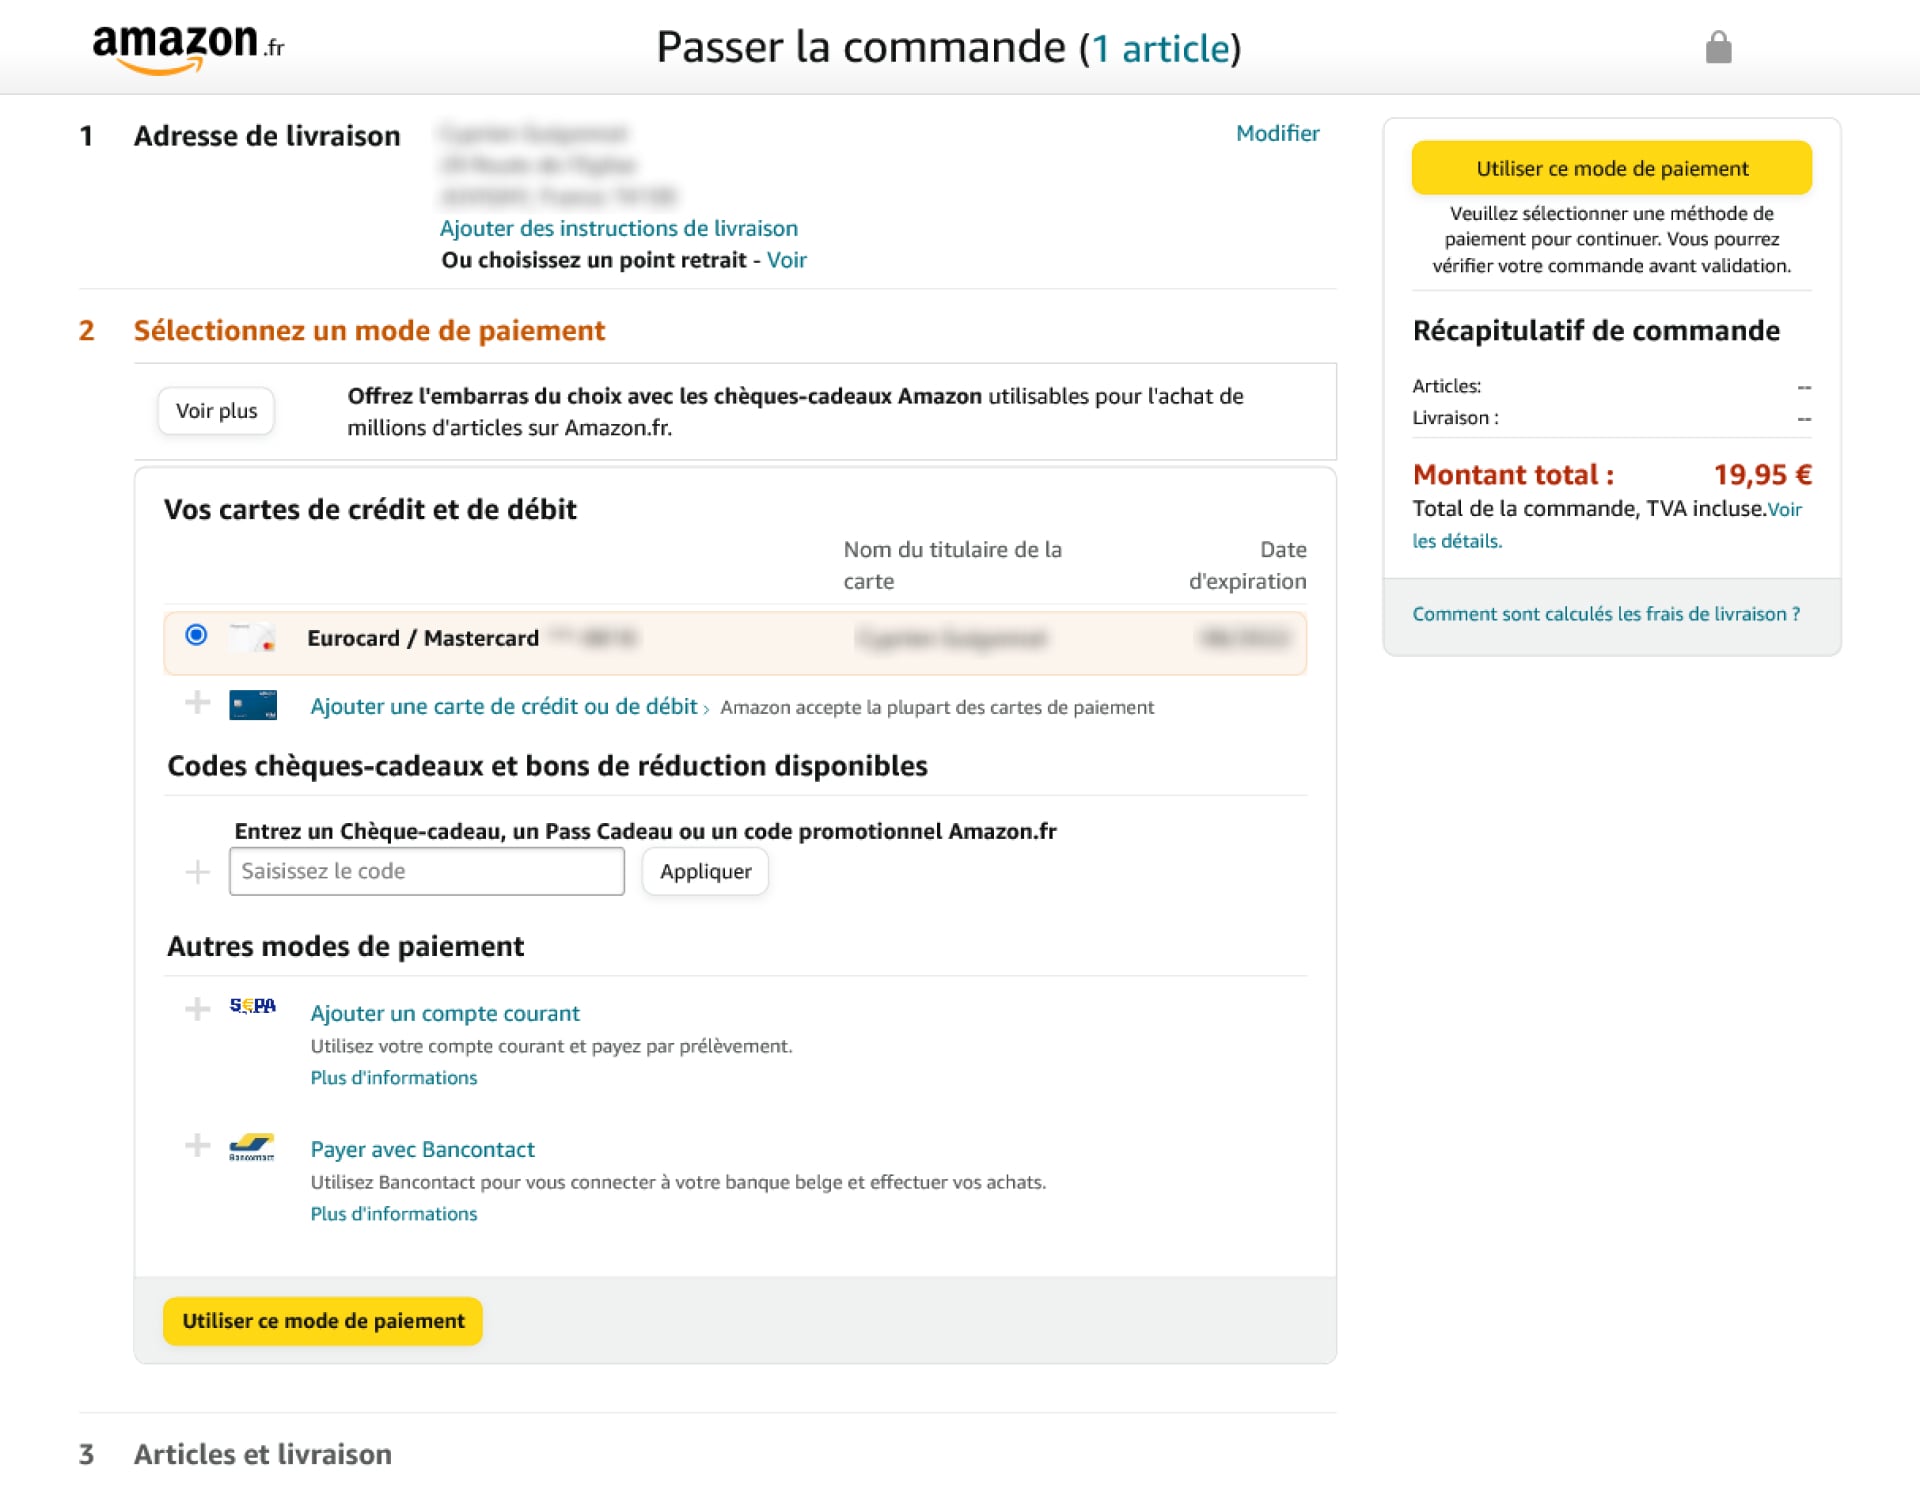 amazon.fr
Passer la commande (1 article)
1 Adresse de livraison
Modifier
Ajouter des instructions de livraison
Ou choisissez un point retrait - Voir
2 Sélectionnez un mode de paiement
Voir plus
Offrez l'embarras du choix avec les chèques-cadeaux Amazon utilisables pour l'achat de
millions d'articles sur Amazon.fr.
Vos cartes de crédit et de débit
Nom du titulaire de la
carte
Date
d'expiration
Eurocard / Mastercard
Ajouter une carte de crédit ou de débit › Amazon accepte la plupart des cartes de paiement
Codes chèques-cadeaux et bons de réduction disponibles
Entrez un Chèque-cadeau, un Pass Cadeau ou un code promotionnel Amazon.fr
Saisissez le code
Appliquer
Autres modes de paiement
S€PA
Ajouter un compte courant
Utilisez votre compte courant et payez par prélèvement.
Plus d'informations
Bancontact
Payer avec Bancontact
Utilisez Bancontact pour vous connecter à votre banque belge et effectuer vos achats.
Plus d'informations
Utiliser ce mode de paiement
3 Articles et livraison
Utiliser ce mode de paiement
Veuillez sélectionner une méthode de
paiement pour continuer. Vous pourrez
vérifier votre commande avant validation.
Récapitulatif de commande
Articles: --
Livraison : --
Montant total : 19,95 €
Total de la commande, TVA incluse.Voir
les détails.
Comment sont calculés les frais de livraison ?